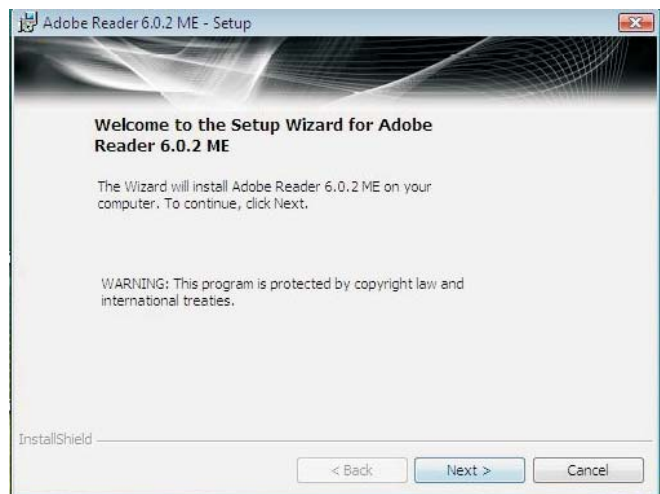 Adobe Reader 6.0.2 ME - Setup
Welcome to the Setup Wizard for Adobe
Reader 6.0.2 ME
The Wizard will install Adobe Reader 6.0.2 ME on your
computer. To continue, click Next.
WARNING: This program is protected by copyright law and
international treaties.
InstallShield
< Back Next > Cancel